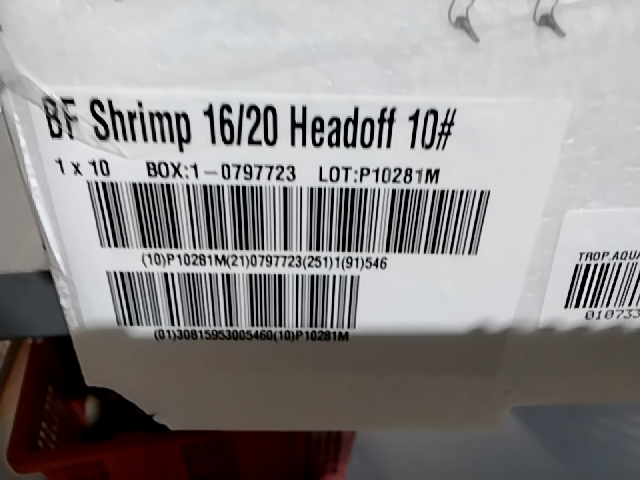 BF Shrimp 16/20 Headoff 10#
1 x 10 BOX:1-0797723 LOT:P10281M
(10)P10281M(21)0797723(251)1(91)546
(01)30815953005460(10)P10281M
TROP.AQUA
010733